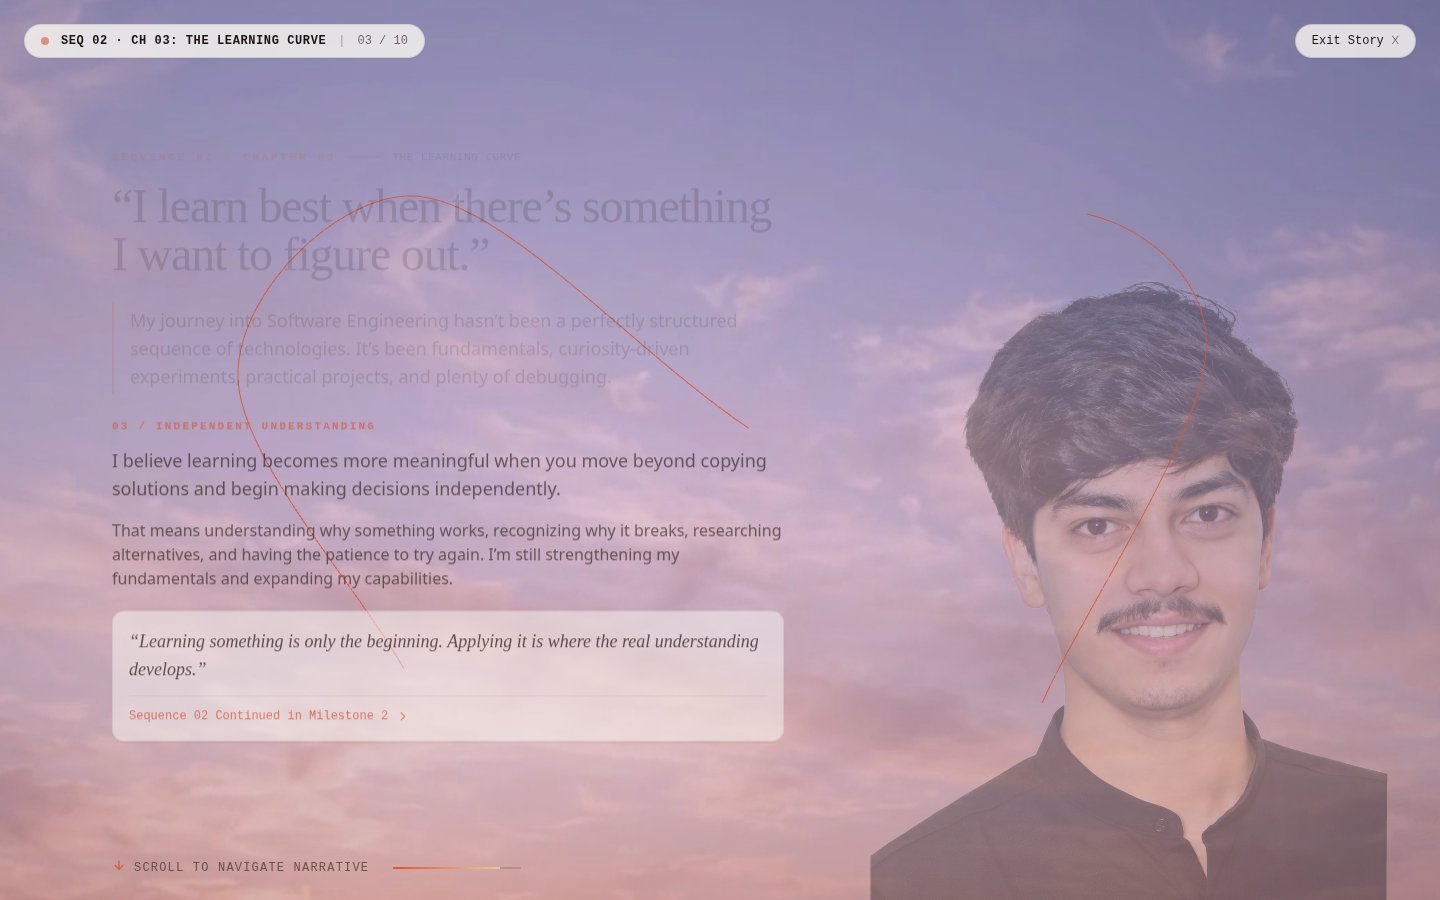 SEQ 02 · CH 03: THE LEARNING CURVE | 03 / 10
Exit Story X
SEQUENCE 02 / CHAPTER 03 THE LEARNING CURVE
“I learn best when there’s something
I want to figure out.”
My journey into Software Engineering hasn’t been a perfectly structured
sequence of technologies. It’s been fundamentals, curiosity-driven
experiments, practical projects, and plenty of debugging.
03 / INDEPENDENT UNDERSTANDING
I believe learning becomes more meaningful when you move beyond copying
solutions and begin making decisions independently.
That means understanding why something works, recognizing why it breaks, researching
alternatives, and having the patience to try again. I’m still strengthening my
fundamentals and expanding my capabilities.
“Learning something is only the beginning. Applying it is where the real understanding
develops.”
Sequence 02 Continued in Milestone 2
SCROLL TO NAVIGATE NARRATIVE